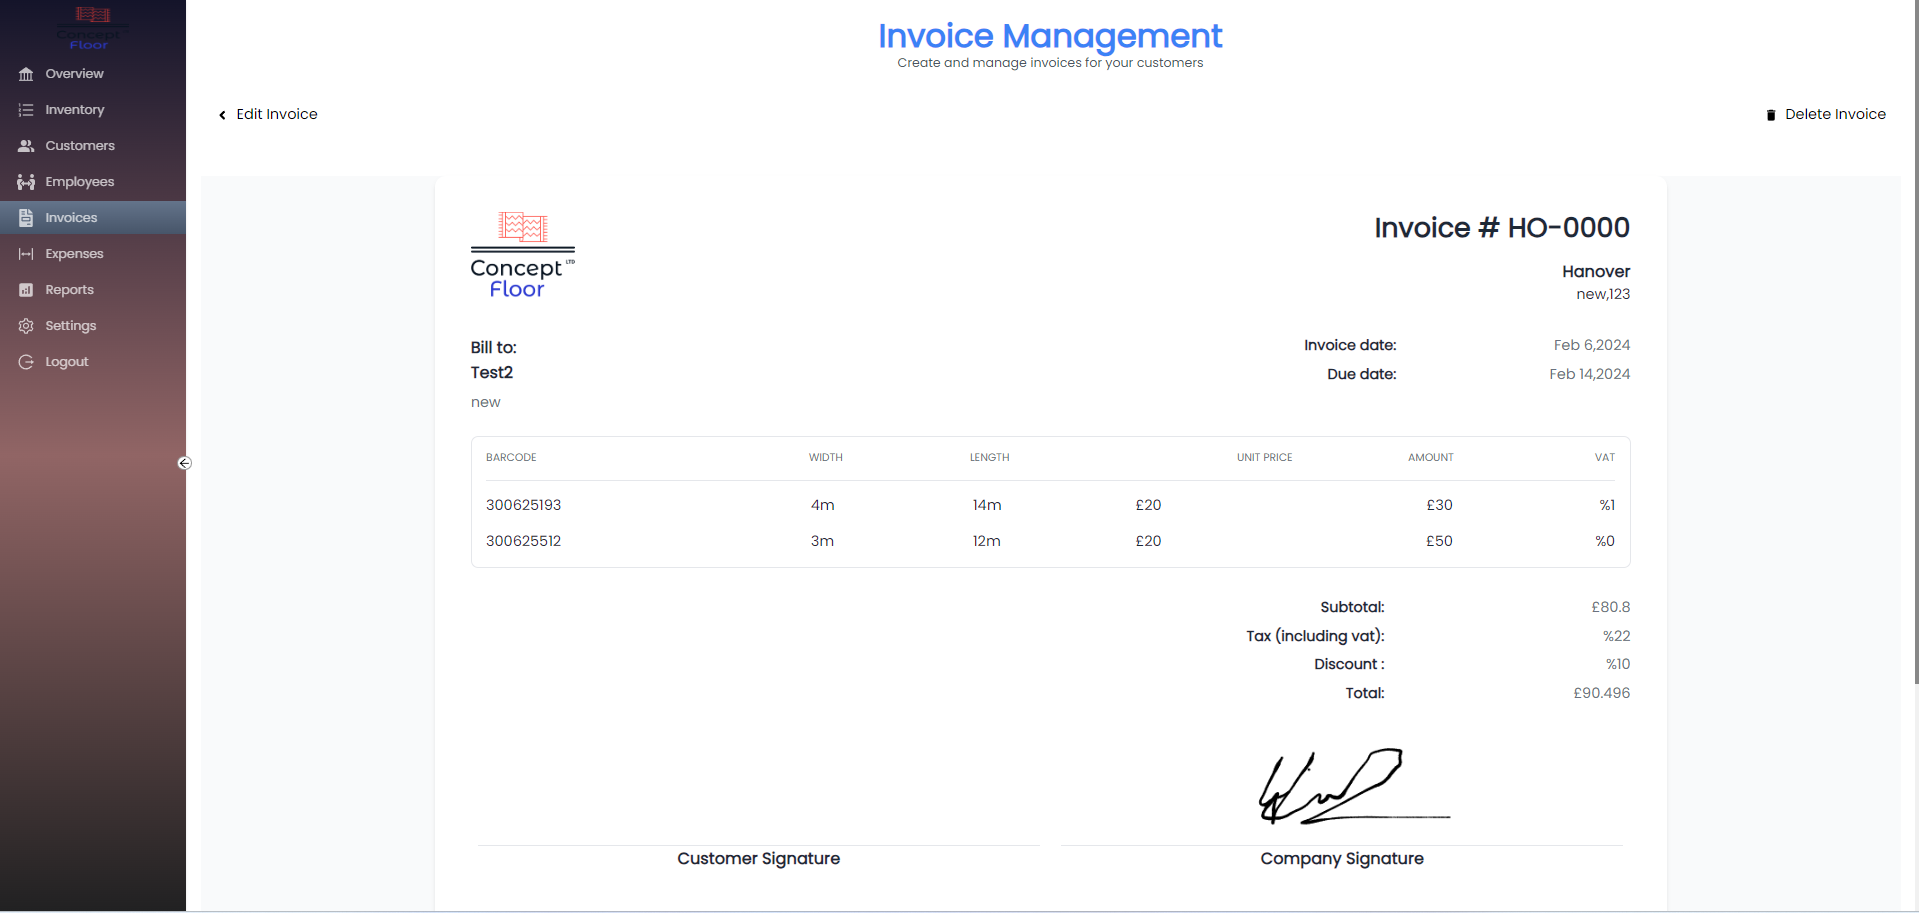 Concept
Floor
Overview
Inventory
Customers
Employees
Invoices
Expenses
Reports
Settings
Logout
Invoice Management
Create and manage invoices for your customers
Edit Invoice
Delete Invoice
Concept LTD
Floor
Invoice # HO-0000
Hanover
new,123
Bill to:
Test2
new
Invoice date: Feb 6,2024
Due date: Feb 14,2024
BARCODE WIDTH LENGTH UNIT PRICE AMOUNT VAT
300625193 4m 14m £20 £30 %1
300625512 3m 12m £20 £50 %0
Subtotal: £80.8
Tax (including vat): %22
Discount : %10
Total: £90.496
Customer Signature
Company Signature